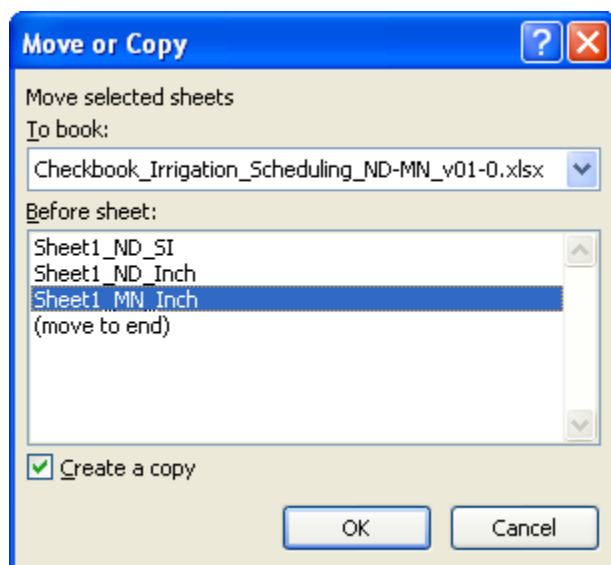 Move or Copy
Move selected sheets
To book:
Checkbook_Irrigation_Scheduling_ND-MN_v01-0.xlsx
Before sheet:
Sheet1_ND_SI
Sheet1_ND_Inch
Sheet1_MN_Inch
(move to end)
Create a copy
OK Cancel